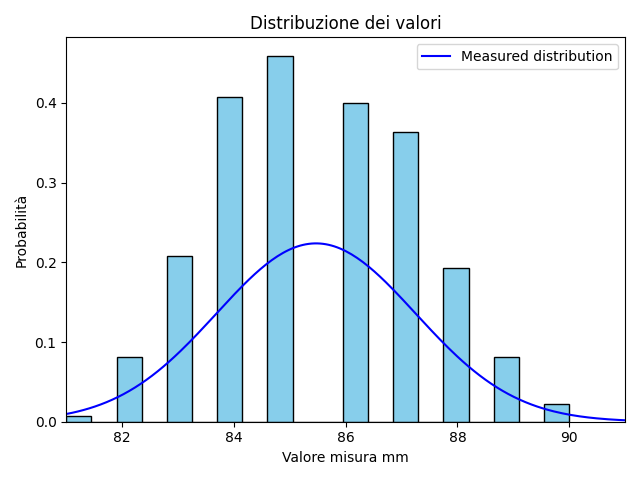 Distribuzione dei valori
Measured distribution
Probabilità
0.4
0.3
0.2
0.1
0.0
82 84 86 88 90
Valore misura mm